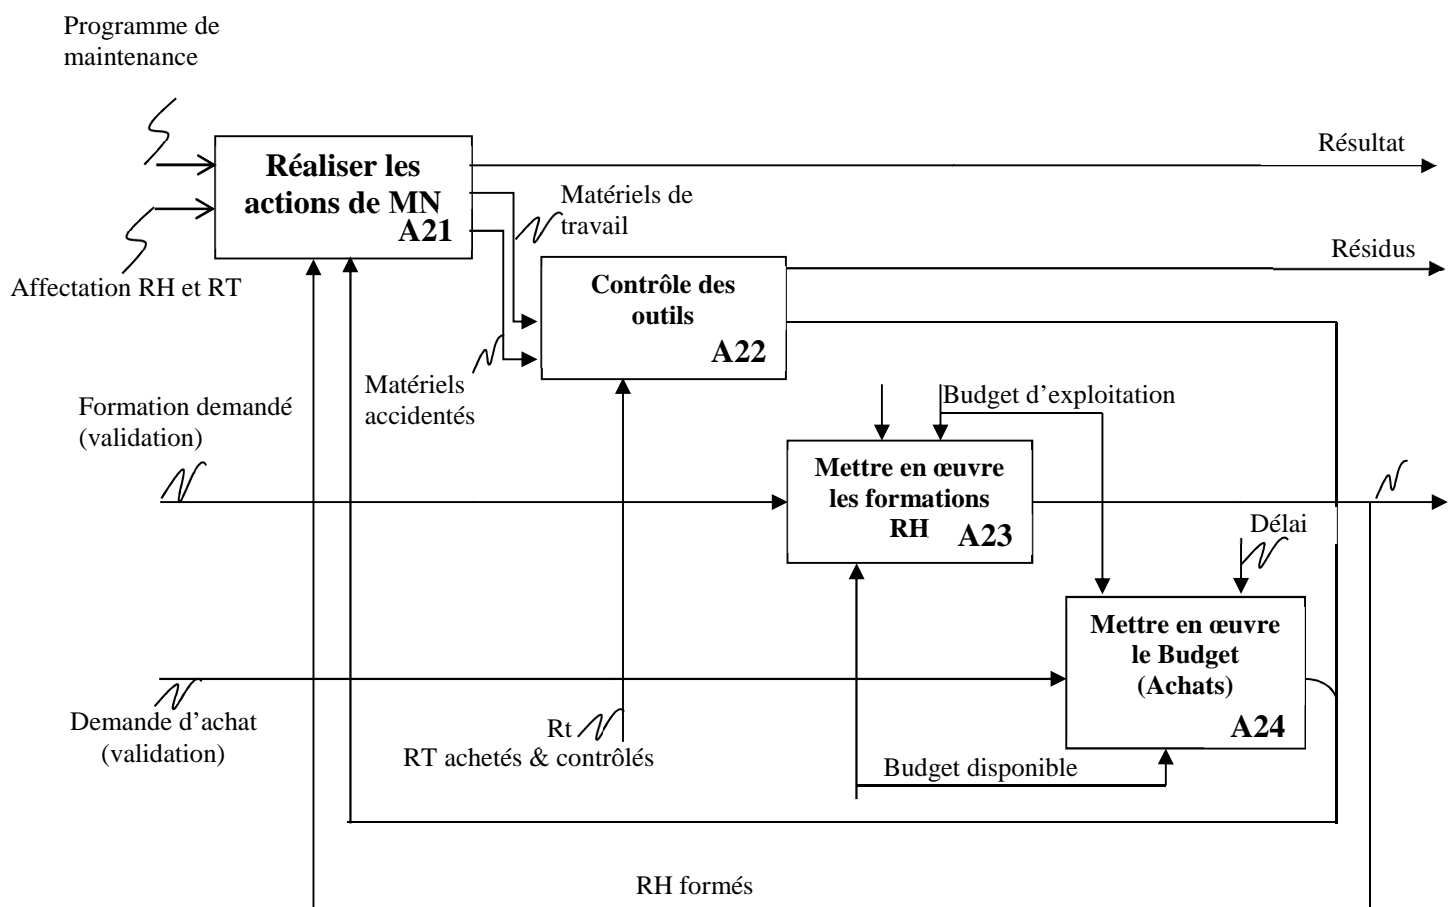 Programme de
maintenance
Réaliser les
actions de MN
A21
Résultat
Matériels de
travail
Résidus
Affectation RH et RT
Contrôle des
outils
A22
Matériels
accidentés
Formation demandé
(validation)
Budget d'exploitation
Mettre en œuvre
les formations
RH
A23
Délai
Mettre en œuvre
le Budget
(Achats)
A24
Demande d'achat
(validation)
Rt
RT achetés & contrôlés
Budget disponible
RH formés